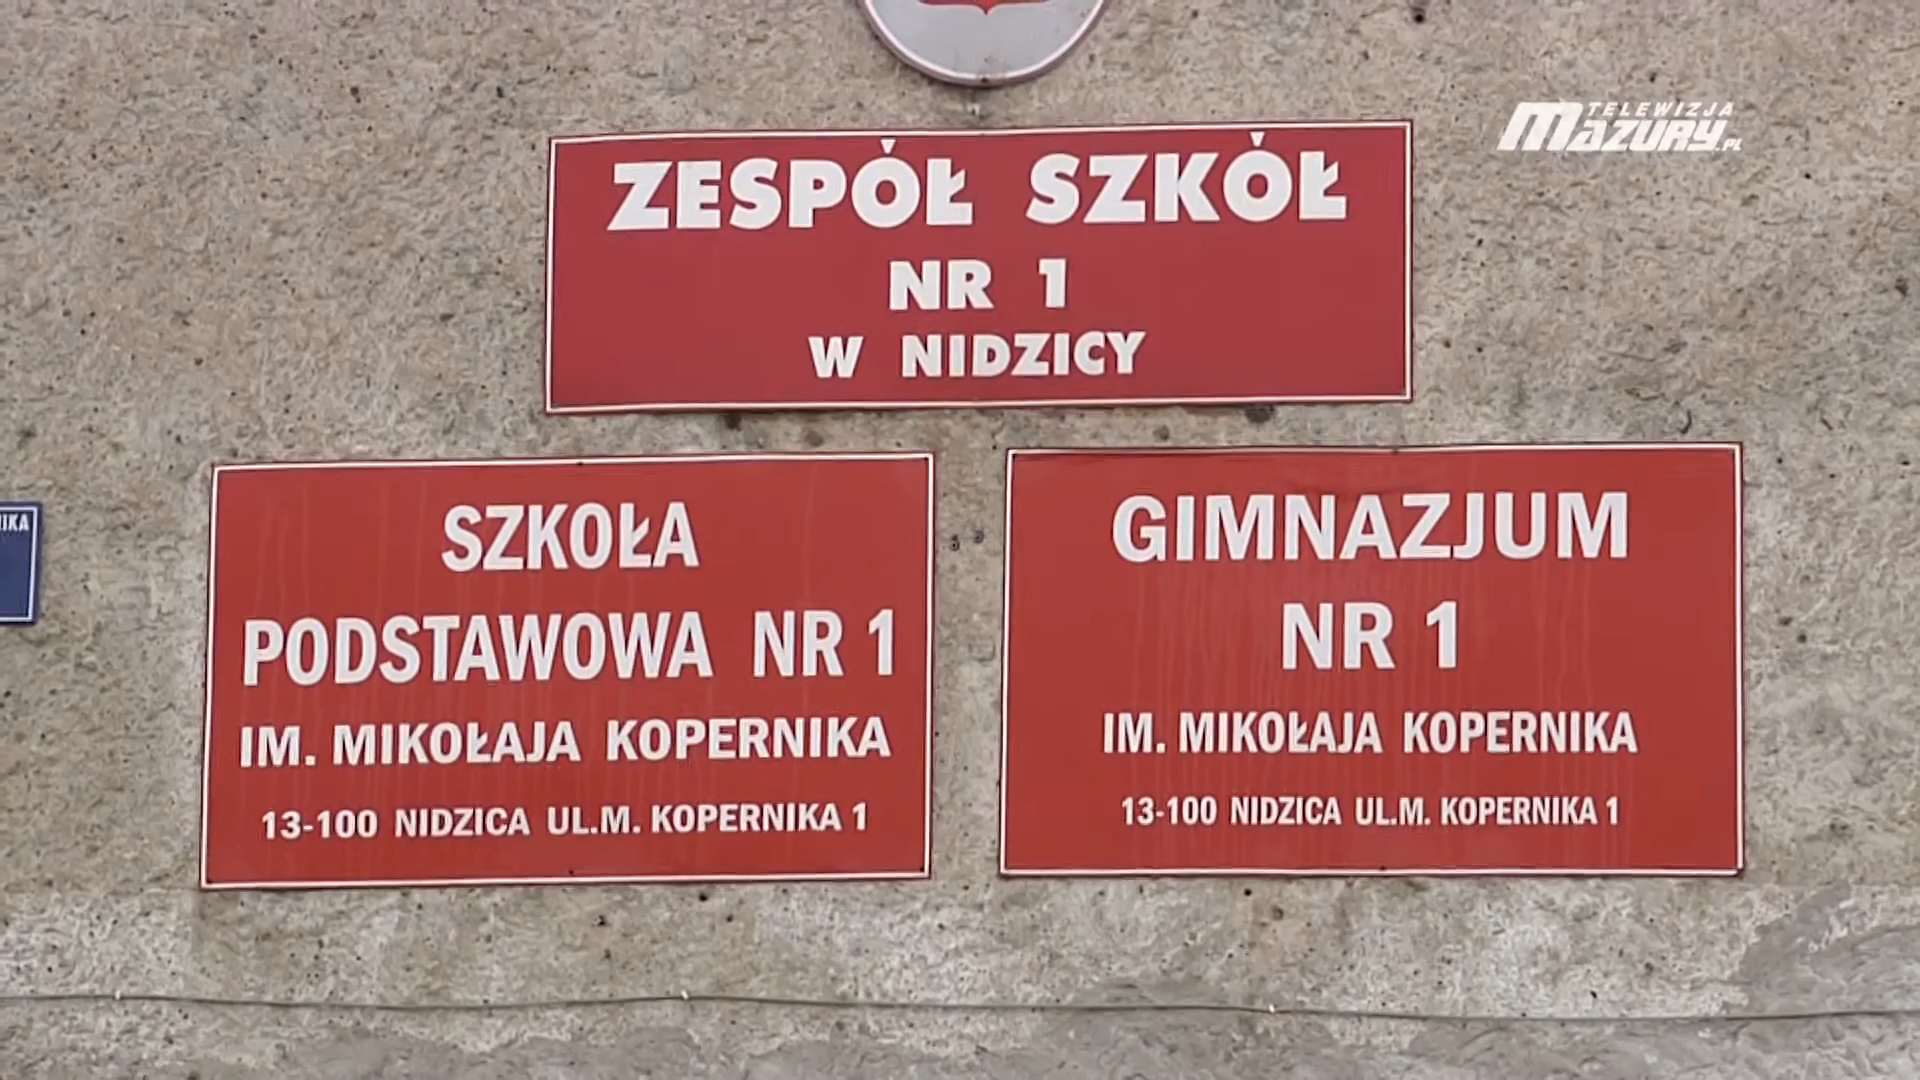 TELEWIZJA
MAZURY.PL
ZESPÓŁ SZKÓŁ
NR 1
W NIDZICY
SZKOŁA
PODSTAWOWA NR 1
IM. MIKOŁAJA KOPERNIKA
13-100 NIDZICA UL.M. KOPERNIKA 1
GIMNAZJUM
NR 1
IM. MIKOŁAJA KOPERNIKA
13-100 NIDZICA UL.M. KOPERNIKA 1